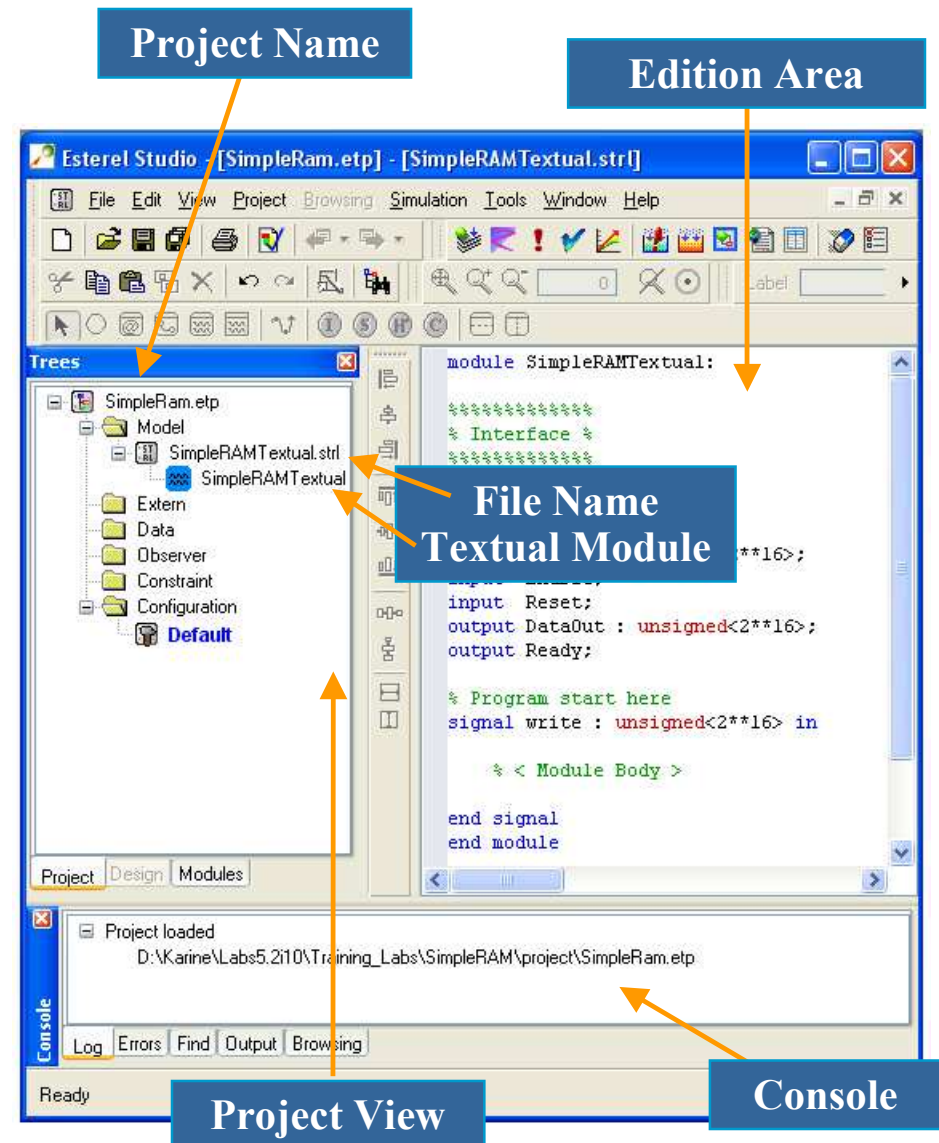 Project Name
Edition Area
Esterel Studio - [SimpleRam.etp] - [SimpleRAMTextual.strl]
File Edit View Project Browsing Simulation Tools Window Help
0
Label
Trees
SimpleRam.etp
Model
SimpleRAMTextual.strl
SimpleRAMTextual
Extern
Data
Observer
Constraint
Configuration
Default
Project Design Modules
module SimpleRAMTextual:
%%%%%%%%%%%%%
% Interface %
%%%%%%%%%%%%%
File Name
Textual Module
2**16>;
input Reset;
output DataOut : unsigned<2**16>;
output Ready;
% Program start here
signal write : unsigned<2**16> in
% < Module Body >
end signal
end module
Project loaded
D:\Karine\Labs5.2i10\Training_Labs\SimpleRAM\project\SimpleRam.etp
Console
Log Errors Find Output Browsing
Ready
Project View
Console